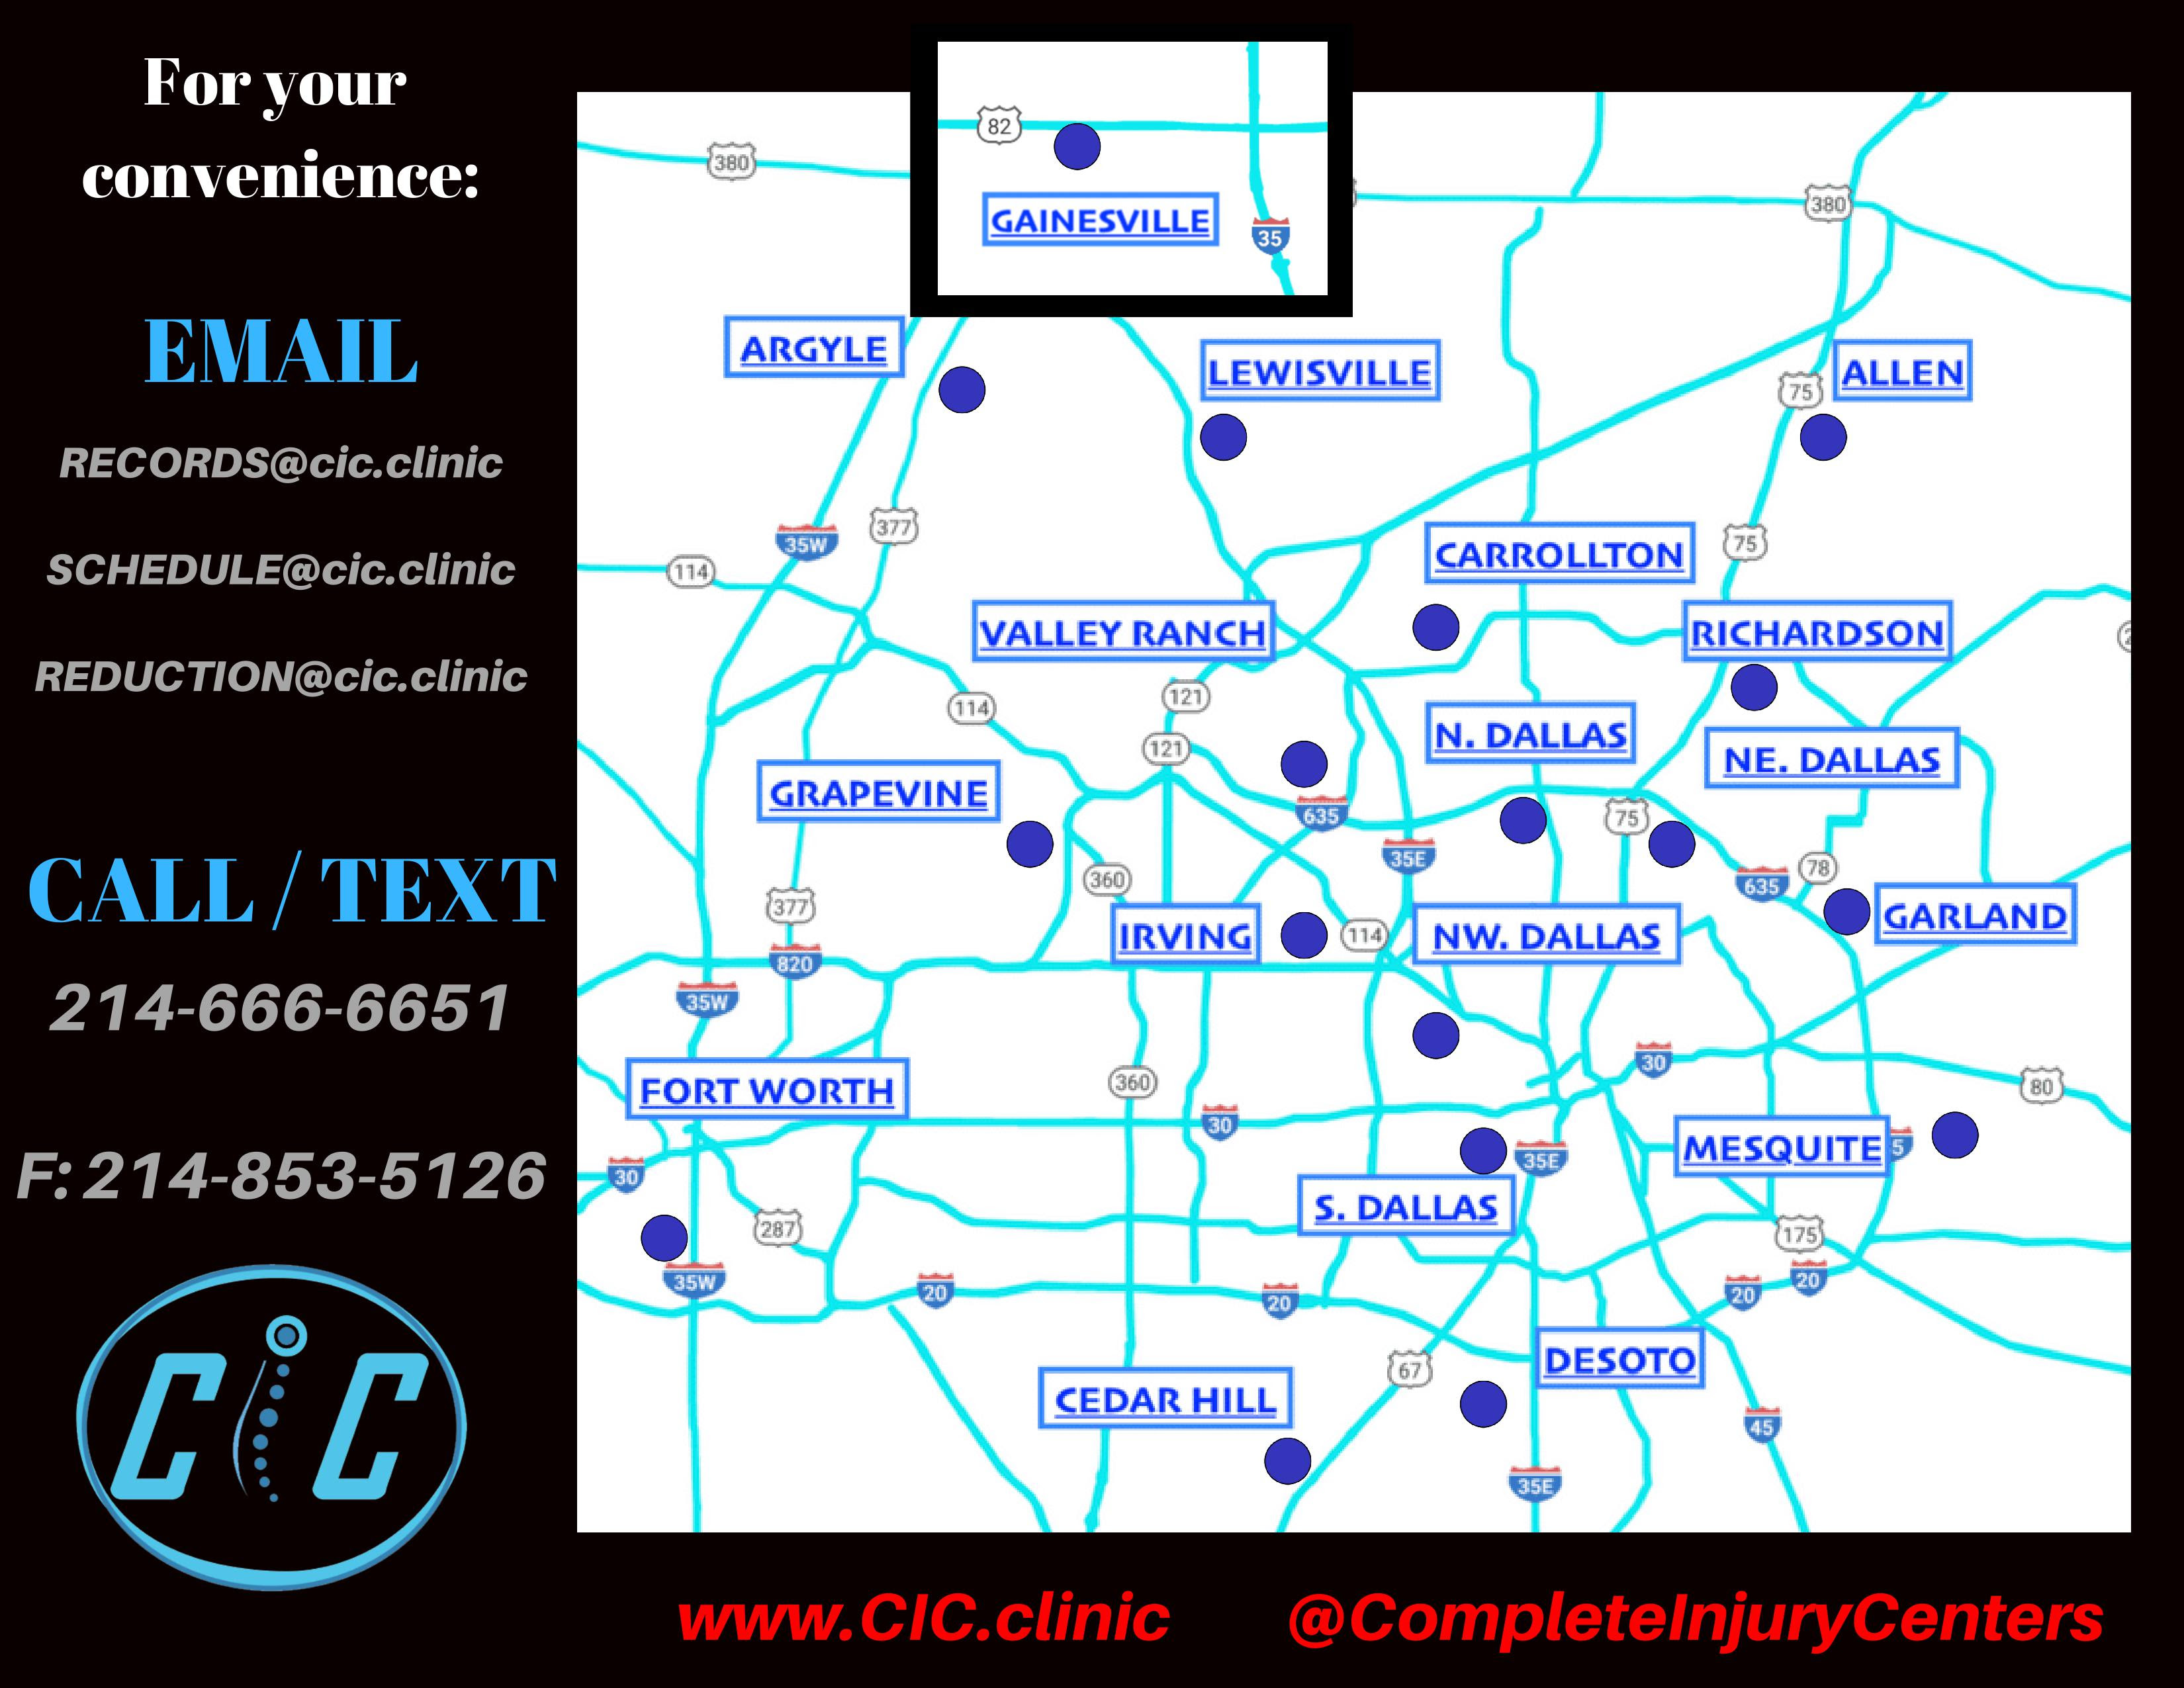 For your
convenience:
EMAIL
RECORDS@cic.clinic
SCHEDULE@cic.clinic
REDUCTION@cic.clinic
CALL / TEXT
214-666-6651
F: 214-853-5126
CiC
82
GAINESVILLE
35
380
380
ARGYLE
LEWISVILLE
75
ALLEN
377
35W
114
CARROLLTON
75
VALLEY RANCH
RICHARDSON
121
114
121
N. DALLAS
NE. DALLAS
GRAPEVINE
635
75
35E
360
78
635
377
IRVING
114
NW. DALLAS
GARLAND
820
35W
30
FORT WORTH
360
80
30
MESQUITE
5
35E
30
S. DALLAS
287
175
35W
20
20
20
20
67
DESOTO
CEDAR HILL
45
35E
www.CIC.clinic
@CompleteInjuryCenters